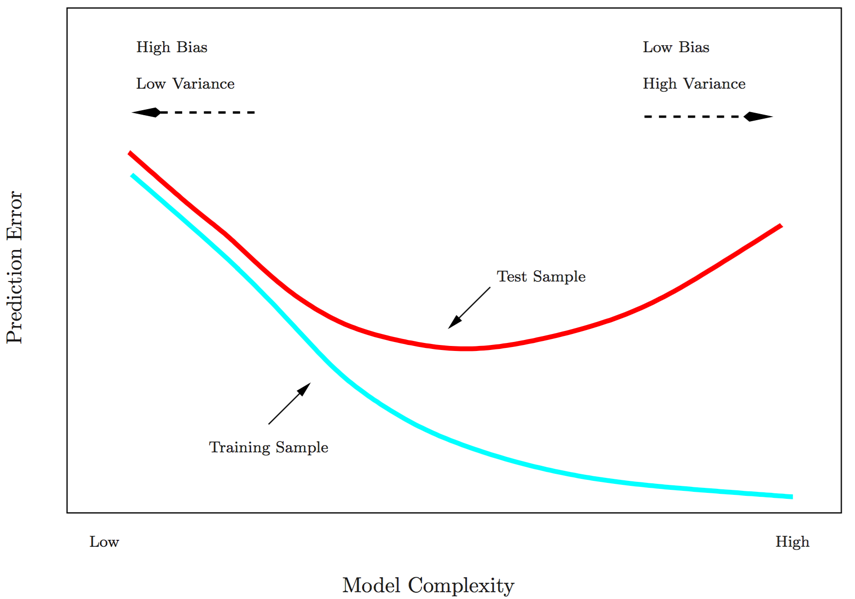 High Bias
Low Variance
Low Bias
High Variance
Prediction Error
Test Sample
Training Sample
Low
High
Model Complexity